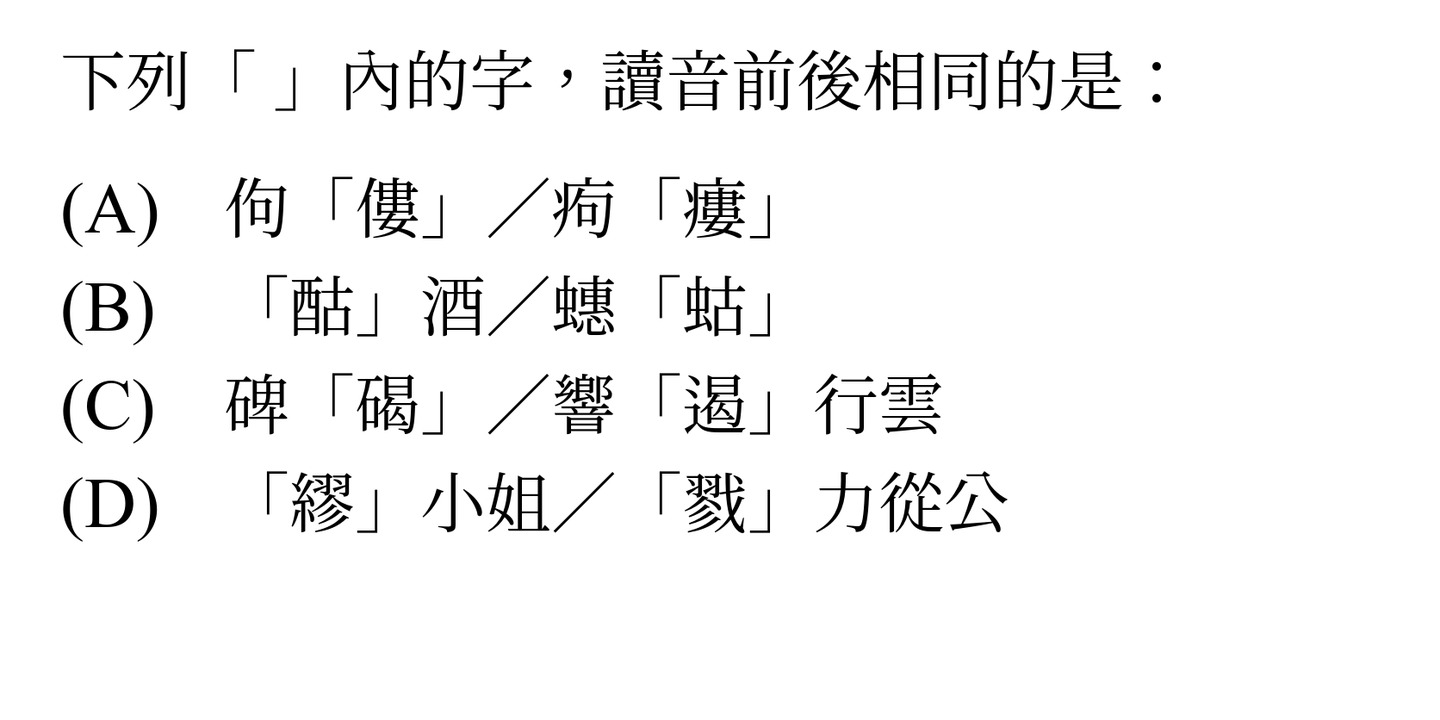 下列「 」內的字，讀音前後相同的是：
(A) 佝「僂」／痀「瘻」
(B) 「酤」酒／蟪「蛄」
(C) 碑「碣」／響「遏」行雲
(D) 「繆」小姐／「戮」力從公